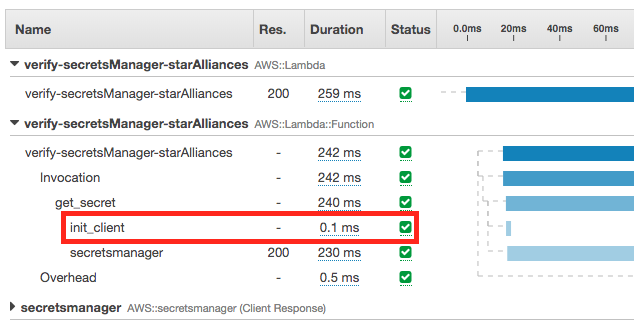 Name Res. Duration Status 0.0ms 20ms 40ms 60ms
verify-secretsManager-starAlliances AWS::Lambda
verify-secretsManager-starAlliances 200 259 ms
verify-secretsManager-starAlliances AWS::Lambda::Function
verify-secretsManager-starAlliances - 242 ms
Invocation - 242 ms
get_secret - 240 ms
init_client - 0.1 ms
secretsmanager 200 230 ms
Overhead - 0.5 ms
secretsmanager AWS::secretsmanager (Client Response)